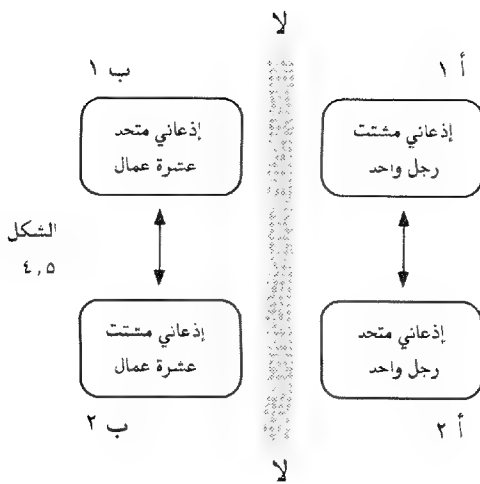 لا
أ ١
ب ١
إذعاني مشتت
رجل واحد
إذعاني متحد
عشرة عمال
الشكل
٤,٥
إذعاني متحد
رجل واحد
إذعاني مشتت
عشرة عمال
أ ٢
ب ٢
لا